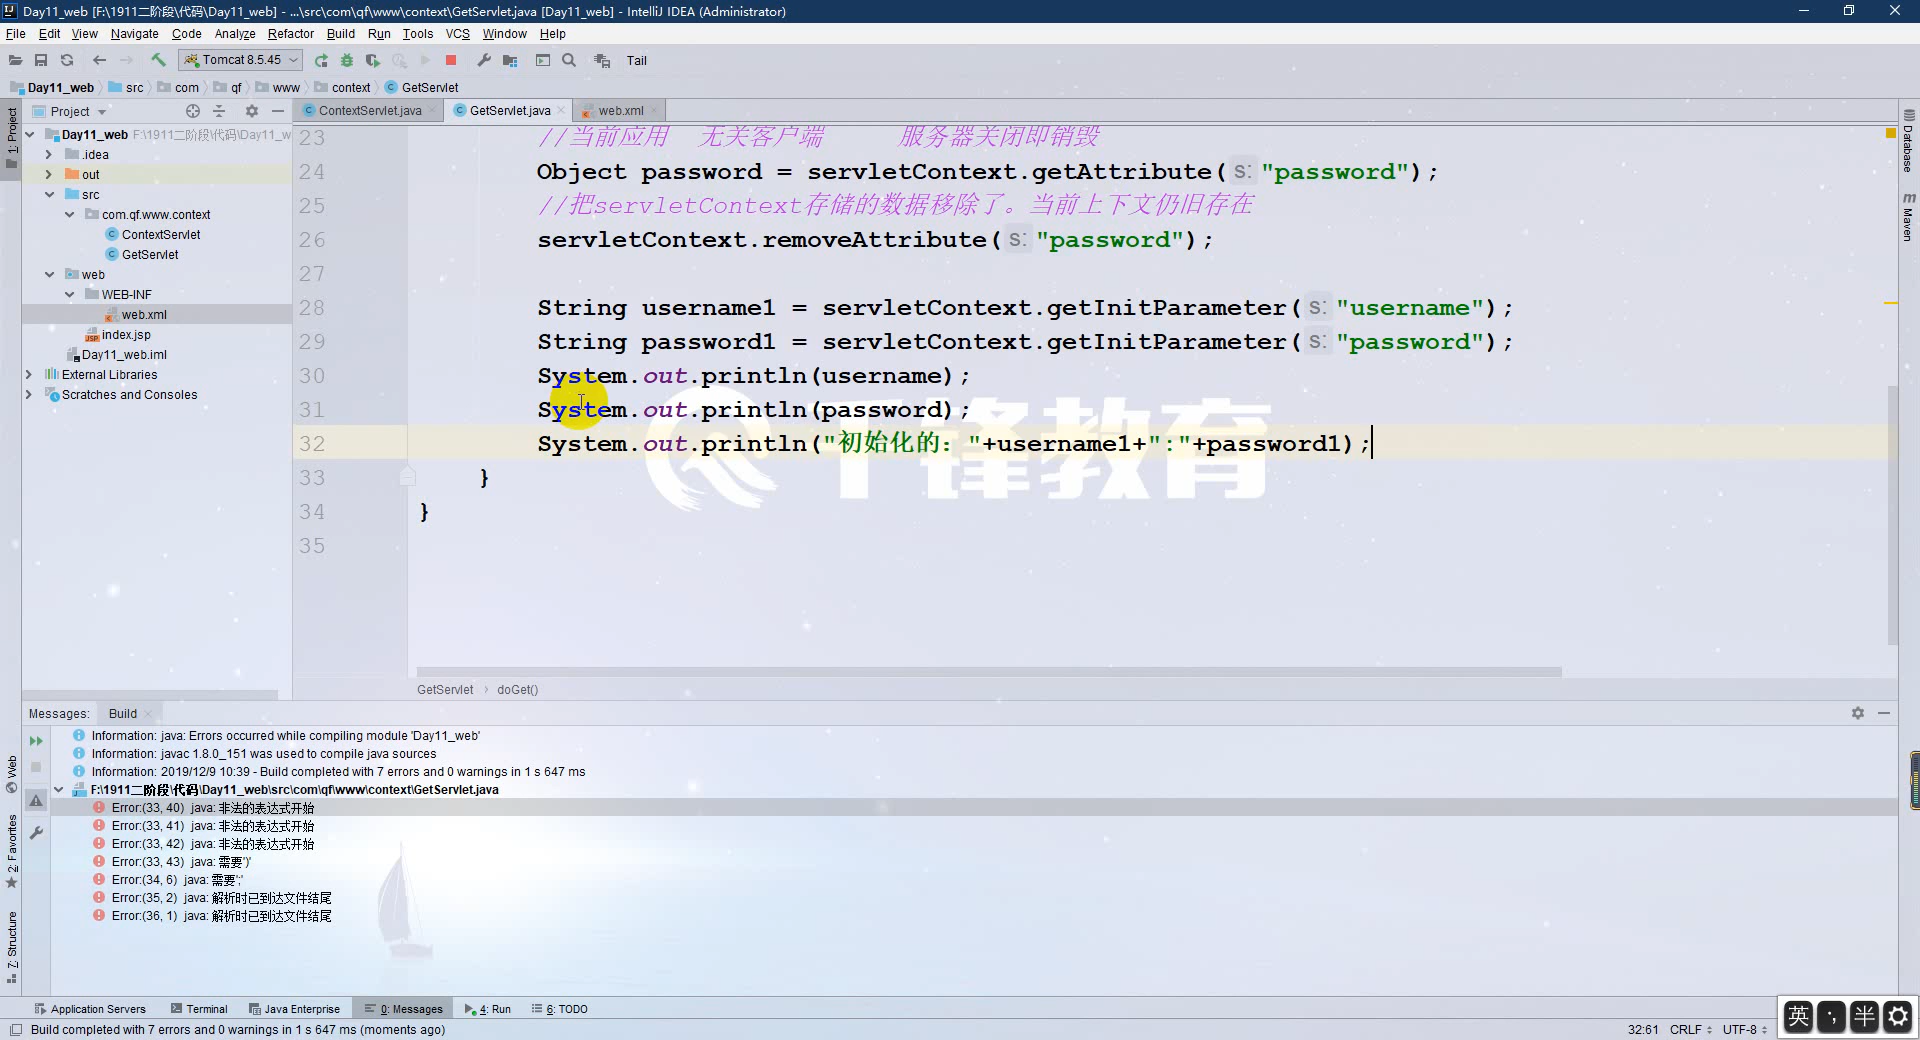 Day11_web [F:\1911二阶段\代码\Day11_web] - ...\src\com\qf\www\context\GetServlet.java [Day11_web] - IntelliJ IDEA (Administrator)
File Edit View Navigate Code Analyze Refactor Build Run Tools VCS Window Help
Tomcat 8.5.45 Tail
Day11_web src com qf www context GetServlet
Project ContextServlet.java GetServlet.java web.xml
1: Project
Day11_web F:\1911二阶段\代码\Day11_w
.idea
out
src
com.qf.www.context
ContextServlet
GetServlet
web
WEB-INF
web.xml
index.jsp
Day11_web.iml
External Libraries
Scratches and Consoles
23 //当前应用 无关客户端 服务器关闭即销毁
24 Object password = servletContext.getAttribute( s: "password");
25 //把servletContext存储的数据移除了。当前上下文仍旧存在
26 servletContext.removeAttribute( s: "password");
27
28 String username1 = servletContext.getInitParameter( s: "username");
29 String password1 = servletContext.getInitParameter( s: "password");
30 System.out.println(username);
31 System.out.println(password);
32 System.out.println("初始化的："+username1+":"+password1);
33 }
34 }
35
千锋教育
GetServlet › doGet()
Database
Maven
Messages: Build
Information: java: Errors occurred while compiling module 'Day11_web'
Information: javac 1.8.0_151 was used to compile java sources
Information: 2019/12/9 10:39 - Build completed with 7 errors and 0 warnings in 1 s 647 ms
F:\1911二阶段\代码\Day11_web\src\com\qf\www\context\GetServlet.java
Error:(33, 40) java: 非法的表达式开始
Error:(33, 41) java: 非法的表达式开始
Error:(33, 42) java: 非法的表达式开始
Error:(33, 43) java: 需要')'
Error:(34, 6) java: 需要';'
Error:(35, 2) java: 解析时已到达文件结尾
Error:(36, 1) java: 解析时已到达文件结尾
Web
2: Favorites
7: Structure
Application Servers Terminal Java Enterprise 0: Messages 4: Run 6: TODO
Build completed with 7 errors and 0 warnings in 1 s 647 ms (moments ago)
32:61 CRLF UTF-8
英 ·, 半